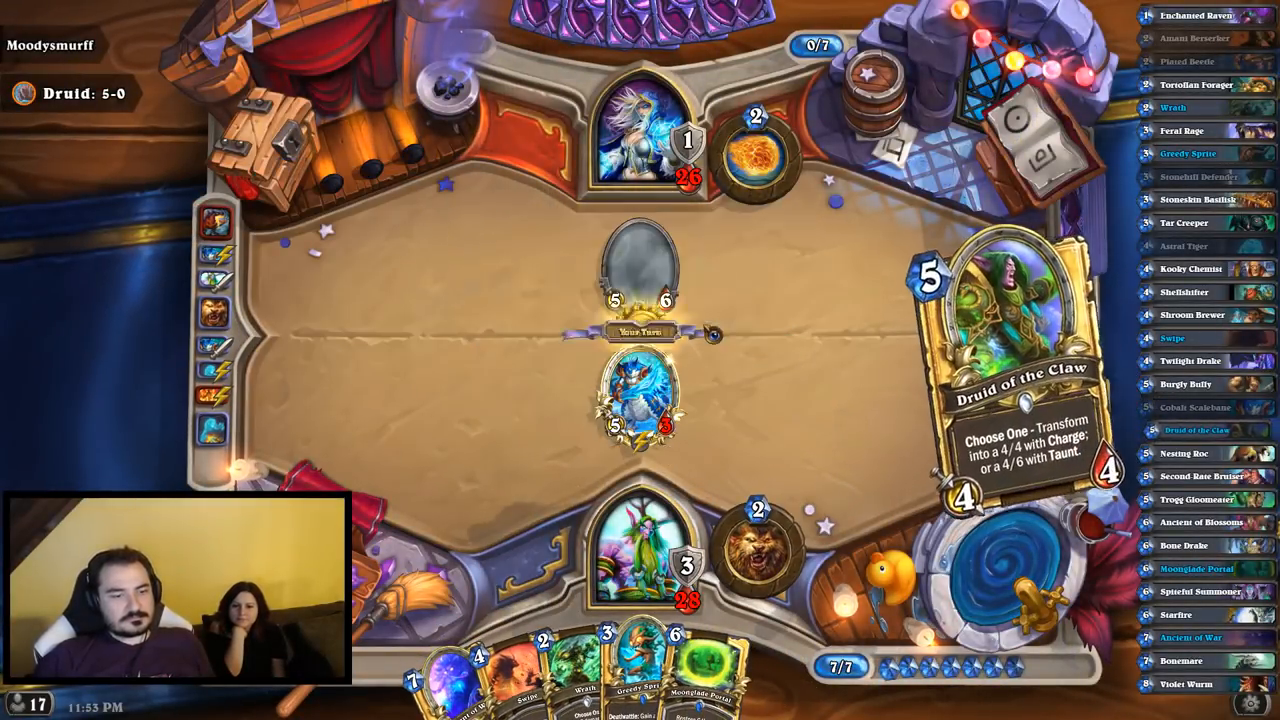 Moodysmurff
Druid: 5-0
0/7
1
26
2
5
6
Your Turn
5
3
5
Druid of the Claw
Choose One - Transform
into a 4/4 with Charge;
or a 4/6 with Taunt.
4
4
3
28
2
7
4
Swipe
2
Wrath
3
6
Moonglade Portal
7/7
17
11:53 PM
1 Enchanted Raven
2 Amani Berserker
2 Plated Beetle
2 Tortollan Forager
2 Wrath
3 Feral Rage
3 Greedy Sprite
3 Stonehill Defender
3 Stoneskin Basilisk
3 Tar Creeper
4 Astral Tiger
4 Kooky Chemist
4 Shellshifter
4 Shroom Brewer
4 Swipe
4 Twilight Drake
5 Burgly Bully
5 Cobalt Scalebane
5 Druid of the Claw
5 Nesting Roc
5 Second-Rate Bruiser
5 Trogg Gloomeater
6 Ancient of Blossoms
6 Bone Drake
6 Moonglade Portal
6 Spiteful Summoner
6 Starfire
7 Ancient of War
7 Bonemare
8 Violet Wurm